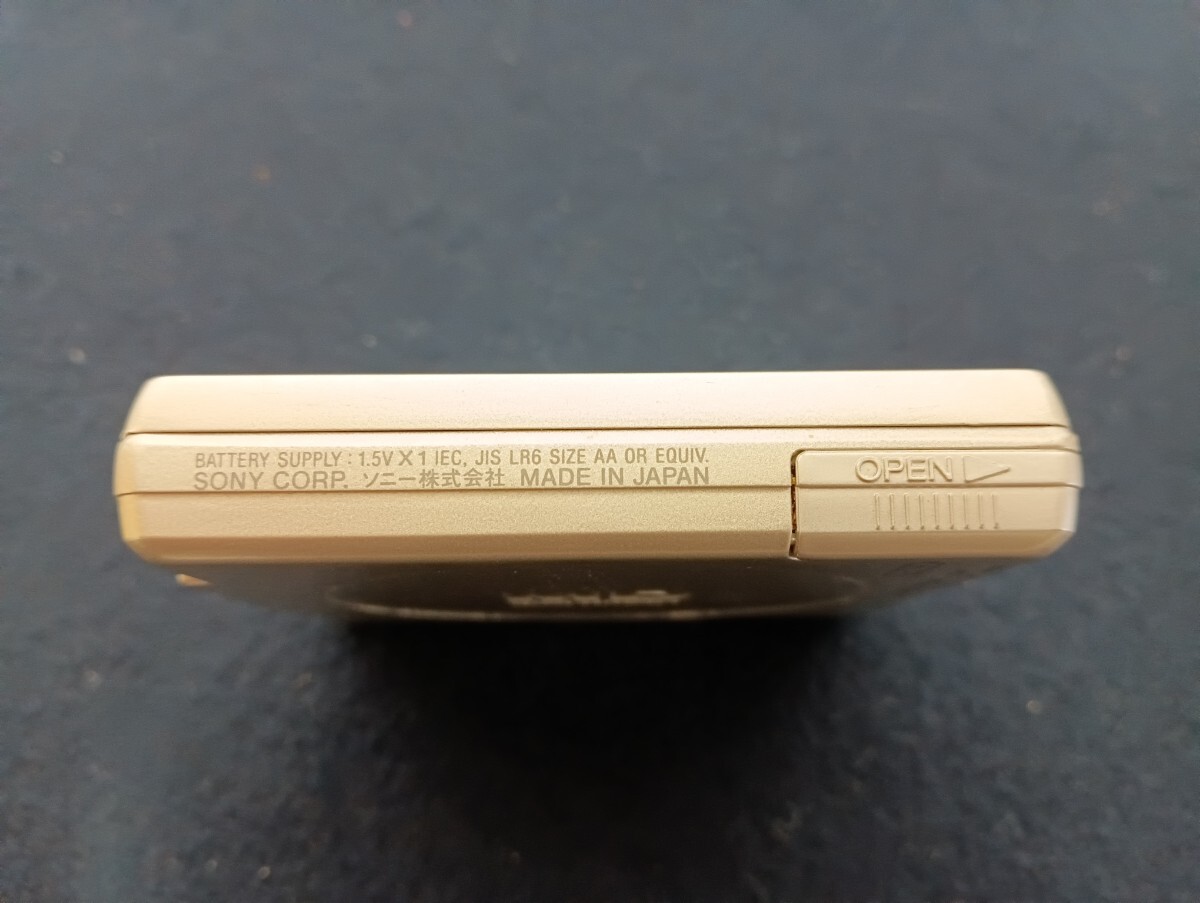 BATTERY SUPPLY : 1.5V X 1 IEC, JIS LR6 SIZE AA OR EQUIV.
SONY CORP. ソニー株式会社 MADE IN JAPAN
OPEN